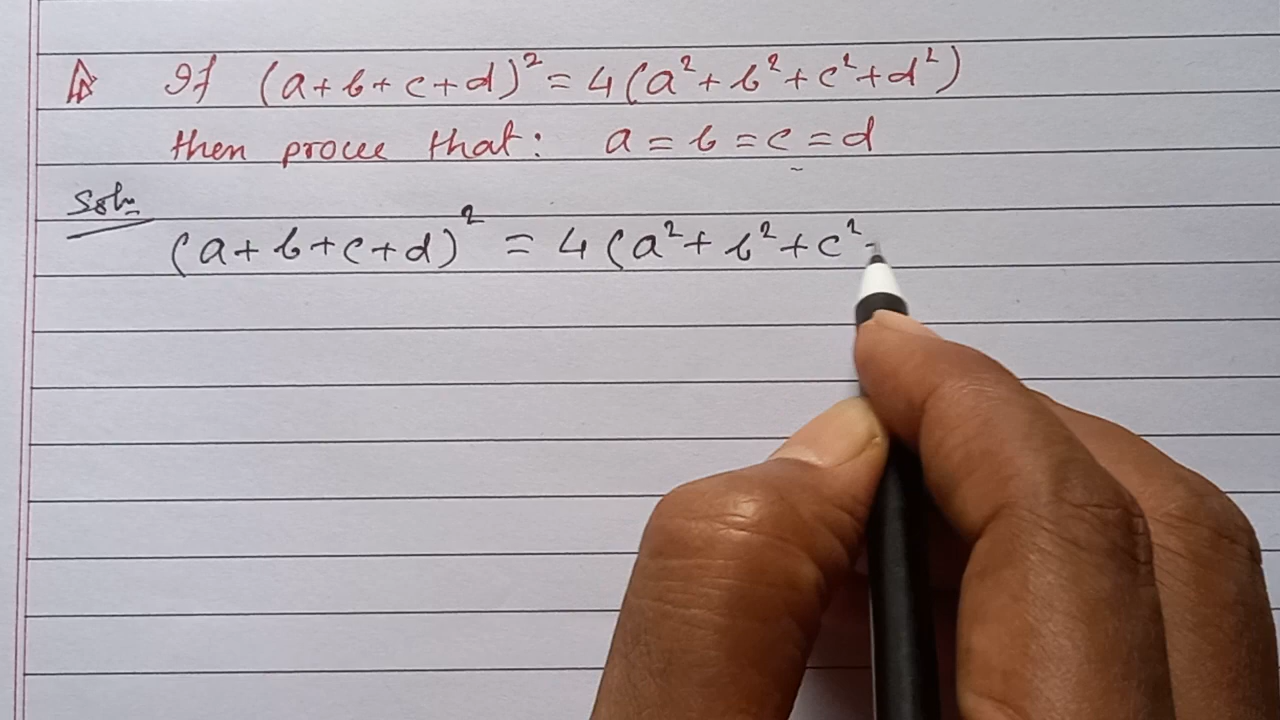 If (a+b+c+d)² = 4(a²+b²+c²+d²)
then prove that: a = b = c = d
Soln
(a+b+c+d)² = 4(a²+b²+c²